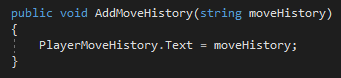 public void AddMoveHistory(string moveHistory)
{
PlayerMoveHistory.Text = moveHistory;
}